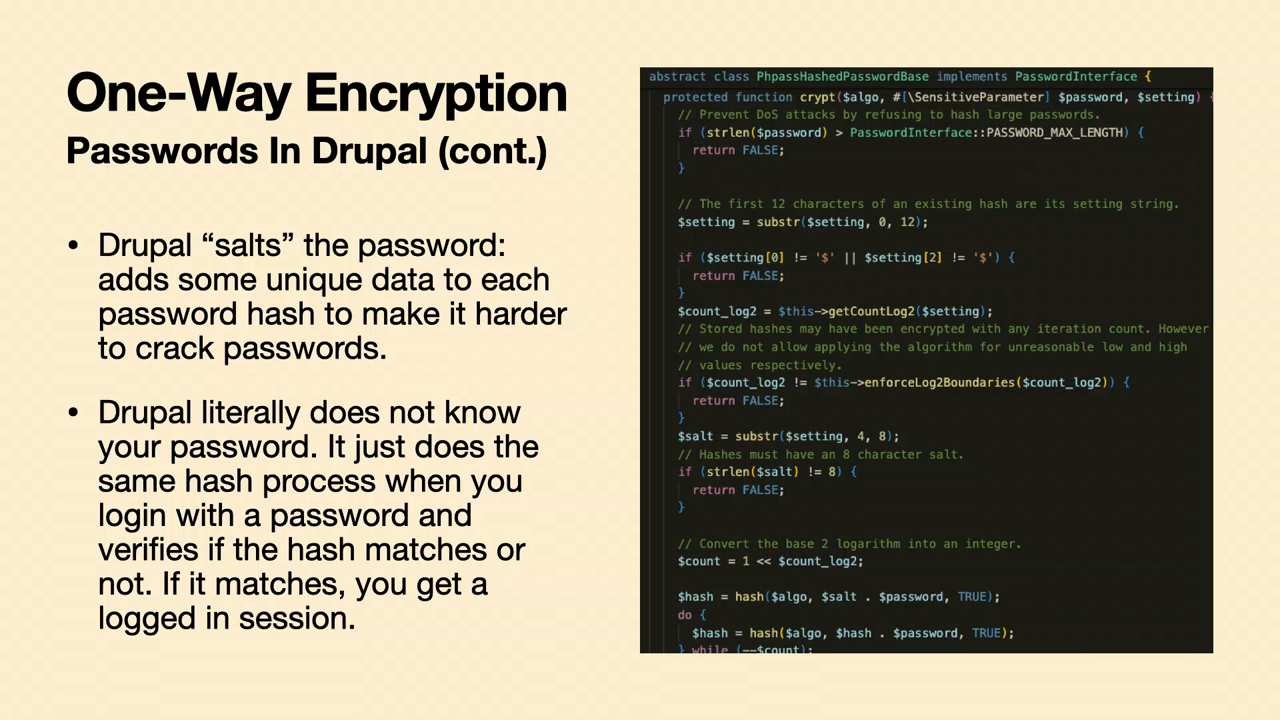 One-Way Encryption
Passwords In Drupal (cont.)
• Drupal “salts” the password:
adds some unique data to each
password hash to make it harder
to crack passwords.
• Drupal literally does not know
your password. It just does the
same hash process when you
login with a password and
verifies if the hash matches or
not. If it matches, you get a
logged in session.
abstract class PhpassHashedPasswordBase implements PasswordInterface {
protected function crypt($algo, #[\SensitiveParameter] $password, $setting) {
// Prevent DoS attacks by refusing to hash large passwords.
if (strlen($password) > PasswordInterface::PASSWORD_MAX_LENGTH) {
return FALSE;
}
// The first 12 characters of an existing hash are its setting string.
$setting = substr($setting, 0, 12);
if ($setting[0] != '$' || $setting[2] != '$') {
return FALSE;
}
$count_log2 = $this->getCountLog2($setting);
// Stored hashes may have been encrypted with any iteration count. However
// we do not allow applying the algorithm for unreasonable low and high
// values respectively.
if ($count_log2 != $this->enforceLog2Boundaries($count_log2)) {
return FALSE;
}
$salt = substr($setting, 4, 8);
// Hashes must have an 8 character salt.
if (strlen($salt) != 8) {
return FALSE;
}
// Convert the base 2 logarithm into an integer.
$count = 1 << $count_log2;
$hash = hash($algo, $salt . $password, TRUE);
do {
$hash = hash($algo, $hash . $password, TRUE);
} while (--$count);